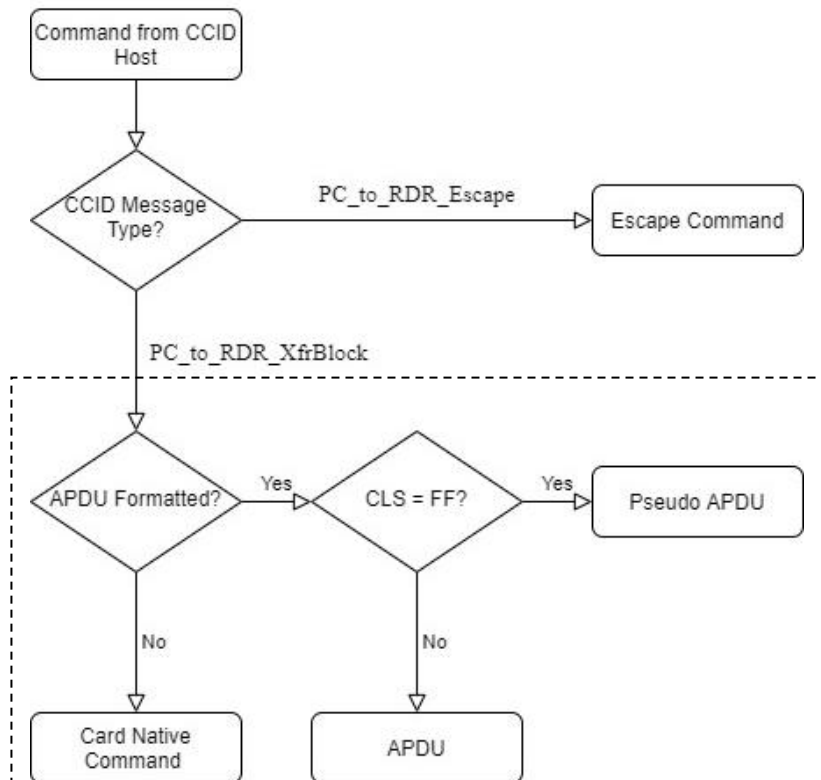 Command from CCID
Host
CCID Message
Type?
PC_to_RDR_Escape
Escape Command
PC_to_RDR_XfrBlock
APDU Formatted?
Yes
CLS = FF?
Yes
Pseudo APDU
No
No
Card Native
Command
APDU